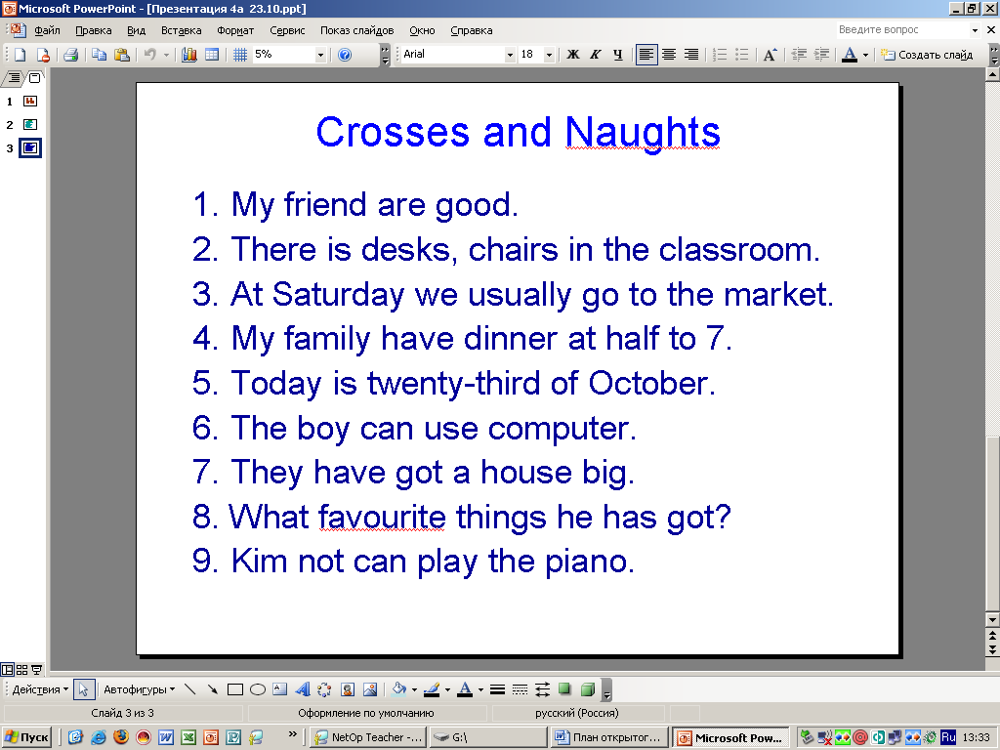 Microsoft PowerPoint - [Презентация 4a  23.10.ppt]
Файл Правка Вид Вставка Формат Сервис Показ слайдов Окно Справка Введите вопрос
5% Arial 18 Ж К Ч Создать слайд
1
2
3
Crosses and Naughts
1. My friend are good.
2. There is desks, chairs in the classroom.
3. At Saturday we usually go to the market.
4. My family have dinner at half to 7.
5. Today is twenty-third of October.
6. The boy can use computer.
7. They have got a house big.
8. What favourite things he has got?
9. Kim not can play the piano.
Действия Автофигуры
Слайд 3 из 3 Оформление по умолчанию русский (Россия)
Пуск » NetOp Teacher -... G:\ План открытог... Microsoft Pow... Ru 13:33